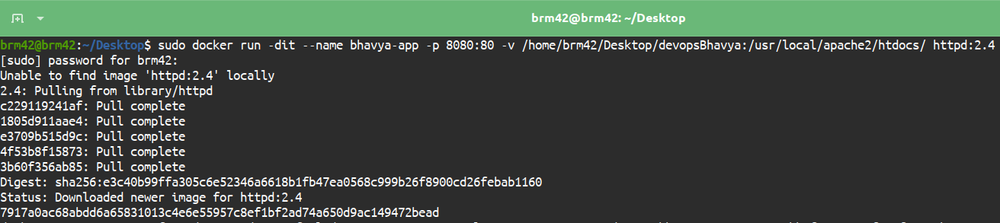 brm42@brm42: ~/Desktop
brm42@brm42:~/Desktop$ sudo docker run -dit --name bhavya-app -p 8080:80 -v /home/brm42/Desktop/devopsBhavya:/usr/local/apache2/htdocs/ httpd:2.4
[sudo] password for brm42:
Unable to find image 'httpd:2.4' locally
2.4: Pulling from library/httpd
c229119241af: Pull complete
1805d911aae4: Pull complete
e3709b515d9c: Pull complete
4f53b8f15873: Pull complete
3b60f356ab85: Pull complete
Digest: sha256:e3c40b99ffa305c6e52346a6618b1fb47ea0568c999b26f8900cd26febab1160
Status: Downloaded newer image for httpd:2.4
7917a0ac68abdd6a65831013c4e6e55957c8ef1bf2ad74a650d9ac149472bead